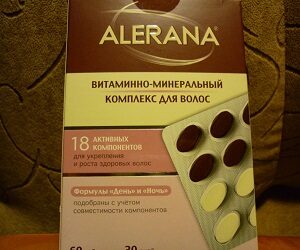 ALERANA®
ВИТАМИННО-МИНЕРАЛЬНЫЙ
КОМПЛЕКС ДЛЯ ВОЛОС
18 АКТИВНЫХ
КОМПОНЕНТОВ
для укрепления
и роста здоровых волос
Формулы «День» и «Ночь»
подобраны с учётом
совместимости компонентов